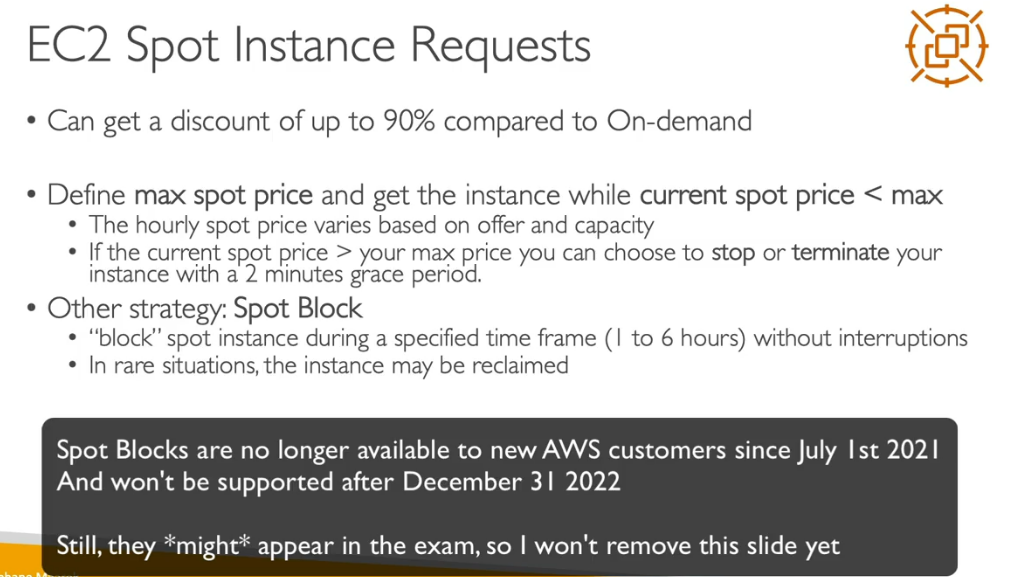 EC2 Spot Instance Requests
• Can get a discount of up to 90% compared to On-demand
• Define max spot price and get the instance while current spot price < max
• The hourly spot price varies based on offer and capacity
• If the current spot price > your max price you can choose to stop or terminate your
instance with a 2 minutes grace period.
• Other strategy: Spot Block
• “block” spot instance during a specified time frame (1 to 6 hours) without interruptions
• In rare situations, the instance may be reclaimed
Spot Blocks are no longer available to new AWS customers since July 1st 2021
And won't be supported after December 31 2022
Still, they *might* appear in the exam, so I won't remove this slide yet